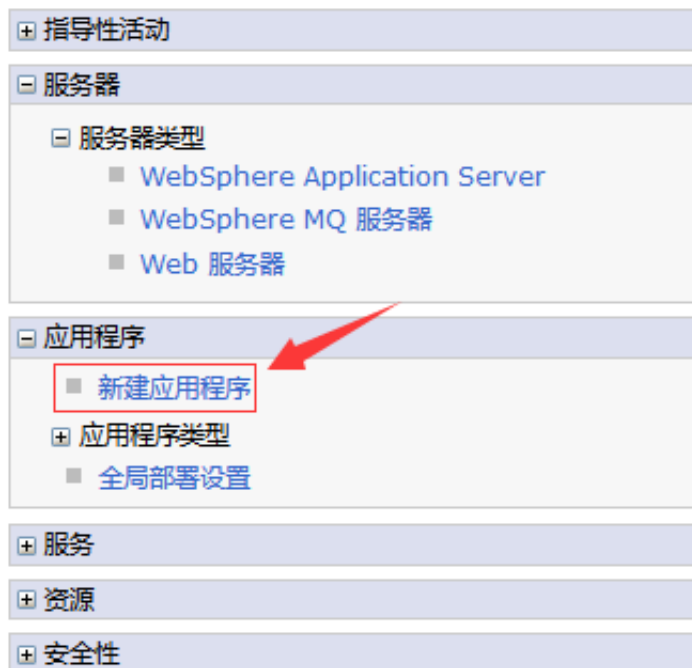 指导性活动
服务器
服务器类型
WebSphere Application Server
WebSphere MQ 服务器
Web 服务器
应用程序
新建应用程序
应用程序类型
全局部署设置
服务
资源
安全性